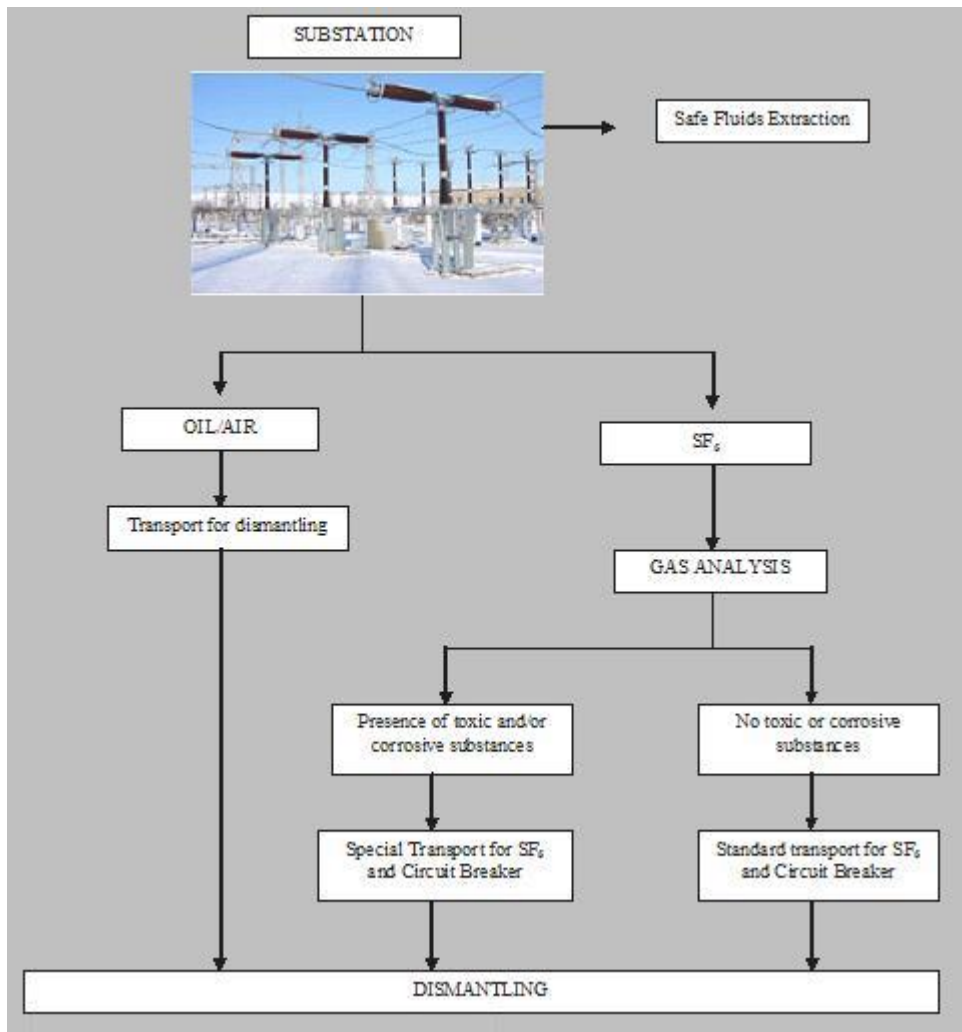 SUBSTATION
Safe Fluids Extraction
OIL/AIR
SF₆
Transport for dismantling
GAS ANALYSIS
Presence of toxic and/or
corrosive substances
No toxic or corrosive
substances
Special Transport for SF₆
and Circuit Breaker
Standard transport for SF₆
and Circuit Breaker
DISMANTLING